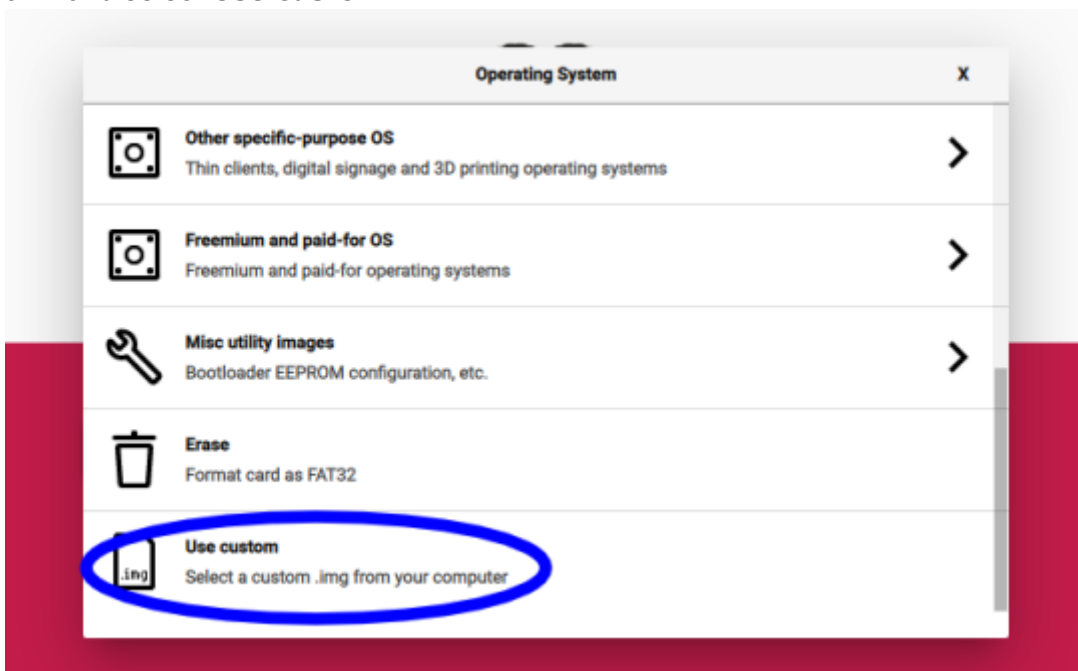 Operating System
X
Other specific-purpose OS
Thin clients, digital signage and 3D printing operating systems
Freemium and paid-for OS
Freemium and paid-for operating systems
Misc utility images
Bootloader EEPROM configuration, etc.
Erase
Format card as FAT32
Use custom
.img
Select a custom .img from your computer